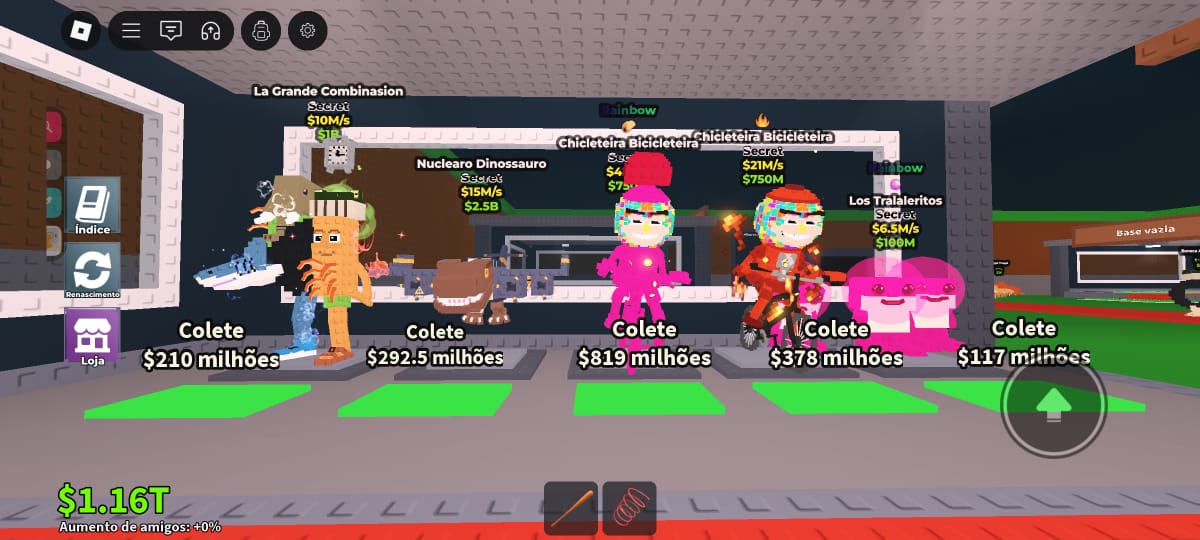 La Grande Combinasion
Secret
$10M/s
$1B
Nuclearo Dinossauro
Secret
$15M/s
$2.5B
Rainbow
Chicleteira Bicicleteira
Chicleteira Bicicleteira
Secret
$21M/s
$750M
Rainbow
Los Tralaleritos
Secret
$6.5M/s
$100M
Índice
Renascimento
Loja
Base vazia
Colete
$210 milhões
Colete
$292.5 milhões
Colete
$819 milhões
Colete
$378 milhões
Colete
$117 milhões
$1.16T
Aumento de amigos: +0%